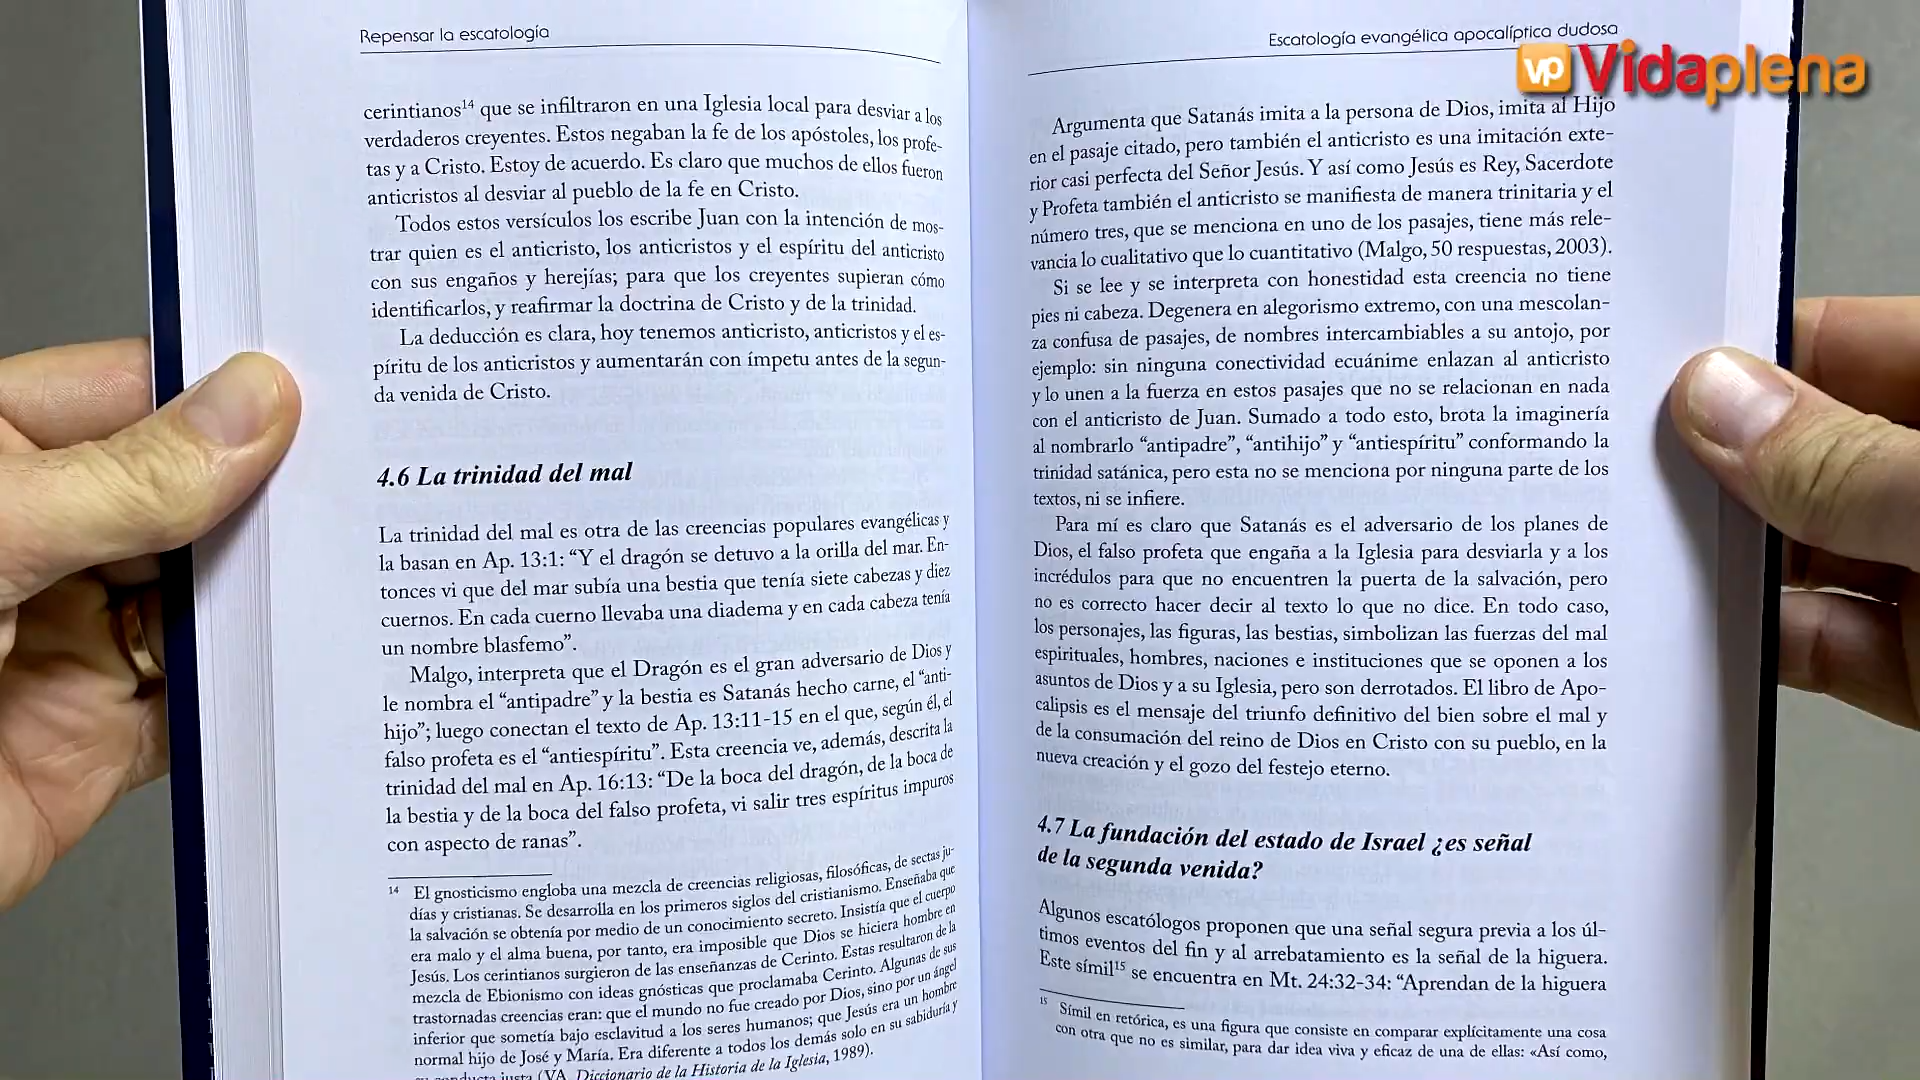 Repensar la escatología
cerintianos14 que se infiltraron en una Iglesia local para desviar a los
verdaderos creyentes. Estos negaban la fe de los apóstoles, los profe-
tas y a Cristo. Estoy de acuerdo. Es claro que muchos de ellos fueron
anticristos al desviar al pueblo de la fe en Cristo.
Todos estos versículos los escribe Juan con la intención de mos-
trar quien es el anticristo, los anticristos y el espíritu del anticristo
con sus engaños y herejías; para que los creyentes supieran cómo
identificarlos, y reafirmar la doctrina de Cristo y de la trinidad.
La deducción es clara, hoy tenemos anticristo, anticristos y el es-
píritu de los anticristos y aumentarán con ímpetu antes de la segun-
da venida de Cristo.
4.6 La trinidad del mal
La trinidad del mal es otra de las creencias populares evangélicas y
la basan en Ap. 13:1: “Y el dragón se detuvo a la orilla del mar. En-
tonces vi que del mar subía una bestia que tenía siete cabezas y diez
cuernos. En cada cuerno llevaba una diadema y en cada cabeza tenía
un nombre blasfemo”.
Malgo, interpreta que el Dragón es el gran adversario de Dios y
le nombra el “antipadre” y la bestia es Satanás hecho carne, el “anti-
hijo”; luego conectan el texto de Ap. 13:11-15 en el que, según él, el
falso profeta es el “antiespíritu”. Esta creencia ve, además, descrita la
trinidad del mal en Ap. 16:13: “De la boca del dragón, de la boca de
la bestia y de la boca del falso profeta, vi salir tres espíritus impuros
con aspecto de ranas”.
14 El gnosticismo engloba una mezcla de creencias religiosas, filosóficas, de sectas ju-
días y cristianas. Se desarrolla en los primeros siglos del cristianismo. Enseñaba que
la salvación se obtenía por medio de un conocimiento secreto. Insistía que el cuerpo
era malo y el alma buena, por tanto, era imposible que Dios se hiciera hombre en
Jesús. Los cerintianos surgieron de las enseñanzas de Cerinto. Estas resultaron de la
mezcla de Ebionismo con ideas gnósticas que proclamaba Cerinto. Algunas de sus
trastornadas creencias eran: que el mundo no fue creado por Dios, sino por un ángel
inferior que sometía bajo esclavitud a los seres humanos; que Jesús era un hombre
normal hijo de José y María. Era diferente a todos los demás solo en su sabiduría y
su conducta justa (VA, Diccionario de la Historia de la Iglesia, 1989).
Escatología evangélica apocalíptica dudosa
vp Vidaplena
Argumenta que Satanás imita a la persona de Dios, imita al Hijo
en el pasaje citado, pero también el anticristo es una imitación exte-
rior casi perfecta del Señor Jesús. Y así como Jesús es Rey, Sacerdote
y Profeta también el anticristo se manifiesta de manera trinitaria y el
número tres, que se menciona en uno de los pasajes, tiene más rele-
vancia lo cualitativo que lo cuantitativo (Malgo, 50 respuestas, 2003).
Si se lee y se interpreta con honestidad esta creencia no tiene
pies ni cabeza. Degenera en alegorismo extremo, con una mescolan-
za confusa de pasajes, de nombres intercambiables a su antojo, por
ejemplo: sin ninguna conectividad ecuánime enlazan al anticristo
y lo unen a la fuerza en estos pasajes que no se relacionan en nada
con el anticristo de Juan. Sumado a todo esto, brota la imaginería
al nombrarlo “antipadre”, “antihijo” y “antiespíritu” conformando la
trinidad satánica, pero esta no se menciona por ninguna parte de los
textos, ni se infiere.
Para mí es claro que Satanás es el adversario de los planes de
Dios, el falso profeta que engaña a la Iglesia para desviarla y a los
incrédulos para que no encuentren la puerta de la salvación, pero
no es correcto hacer decir al texto lo que no dice. En todo caso,
los personajes, las figuras, las bestias, simbolizan las fuerzas del mal
espirituales, hombres, naciones e instituciones que se oponen a los
asuntos de Dios y a su Iglesia, pero son derrotados. El libro de Apo-
calipsis es el mensaje del triunfo definitivo del bien sobre el mal y
de la consumación del reino de Dios en Cristo con su pueblo, en la
nueva creación y el gozo del festejo eterno.
4.7 La fundación del estado de Israel ¿es señal
de la segunda venida?
Algunos escatólogos proponen que una señal segura previa a los úl-
timos eventos del fin y al arrebatamiento es la señal de la higuera.
Este símil15 se encuentra en Mt. 24:32-34: “Aprendan de la higuera
15 Símil en retórica, es una figura que consiste en comparar explícitamente una cosa
con otra que no es similar, para dar idea viva y eficaz de una de ellas: «Así como,